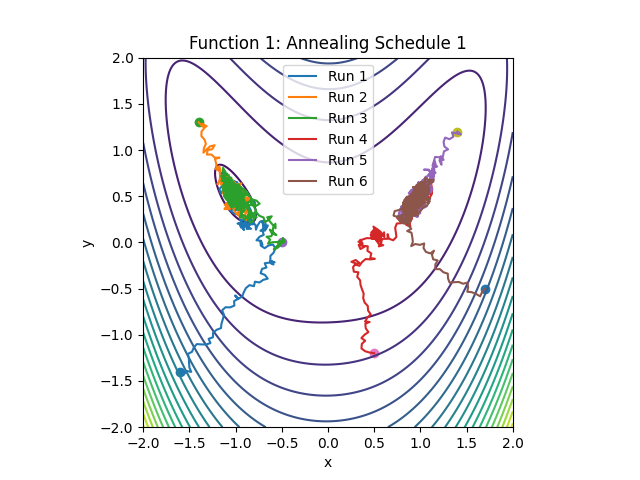 Function 1: Annealing Schedule 1
Run 1
Run 2
Run 3
Run 4
Run 5
Run 6
2.0
1.5
1.0
0.5
0.0
−0.5
−1.0
−1.5
−2.0
y
−2.0 −1.5 −1.0 −0.5 0.0 0.5 1.0 1.5 2.0
x